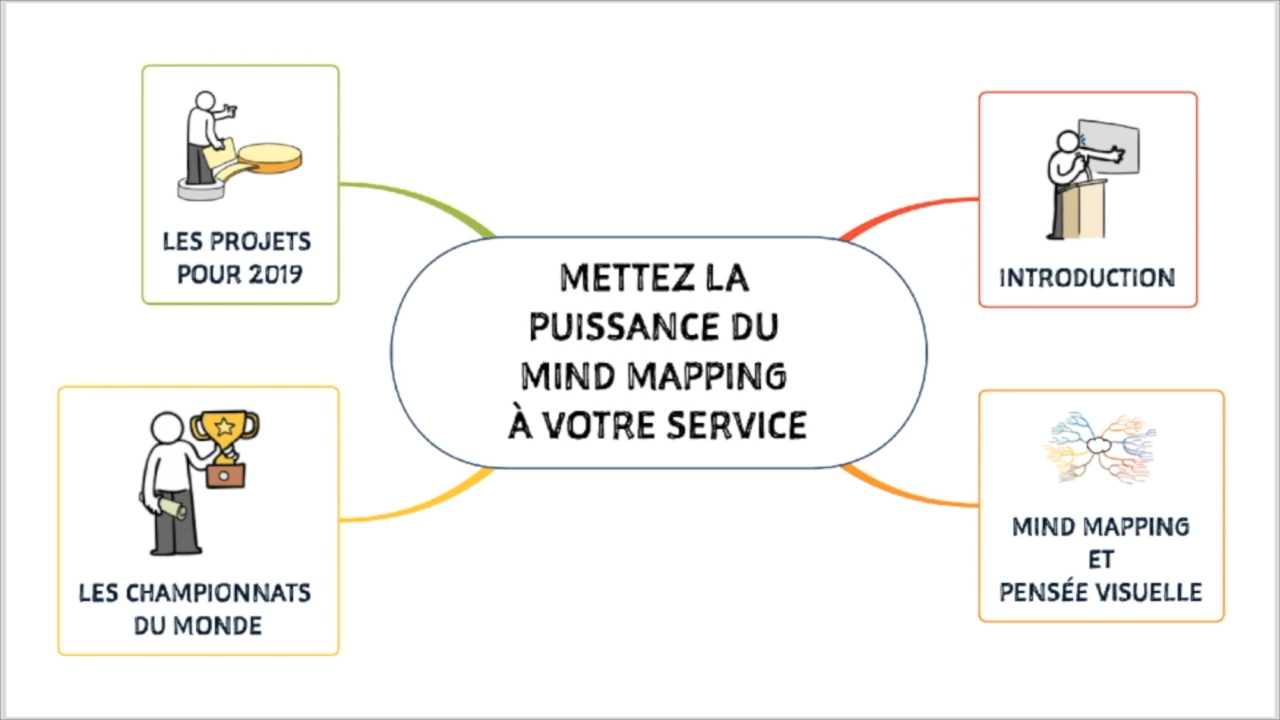 METTEZ LA
PUISSANCE DU
MIND MAPPING
À VOTRE SERVICE
INTRODUCTION
MIND MAPPING
ET
PENSÉE VISUELLE
LES CHAMPIONNATS
DU MONDE
LES PROJETS
POUR 2019